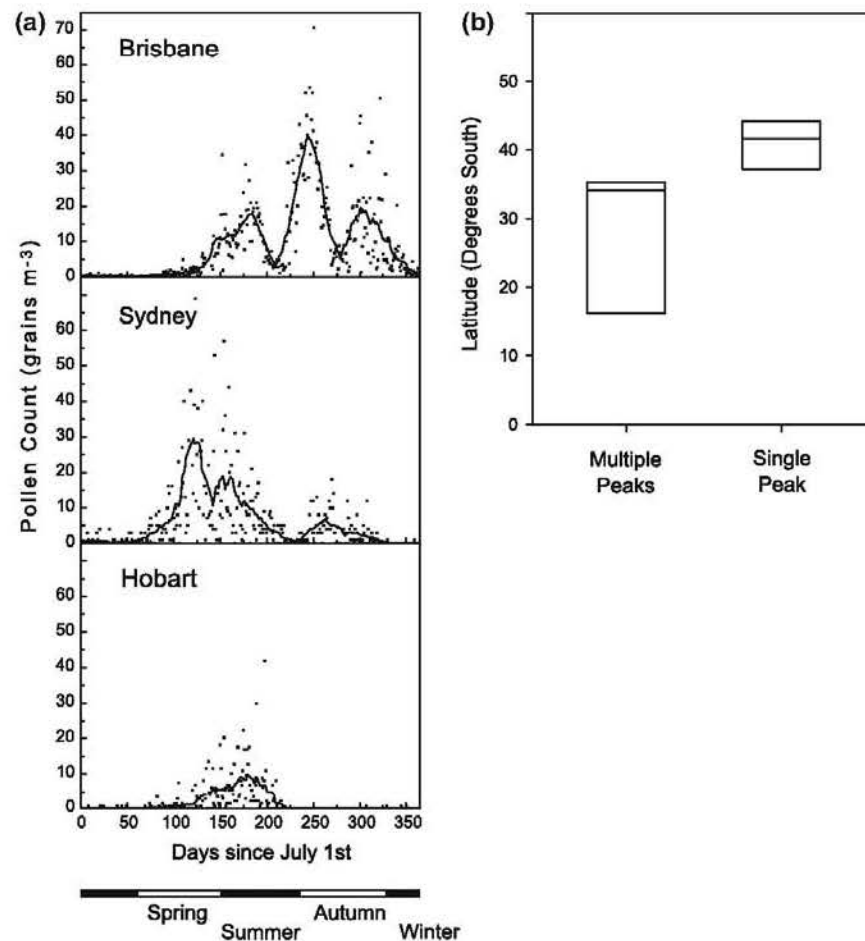 (a)
Brisbane
70
60
50
40
30
20
10
0
Sydney
60
50
40
30
20
10
0
Hobart
60
50
40
30
20
10
0
Pollen Count (grains m-3)
0 50 100 150 200 250 300 350
Days since July 1st
Spring
Summer
Autumn
Winter
(b)
50
40
30
20
10
0
Latitude (Degrees South)
Multiple
Peaks
Single
Peak